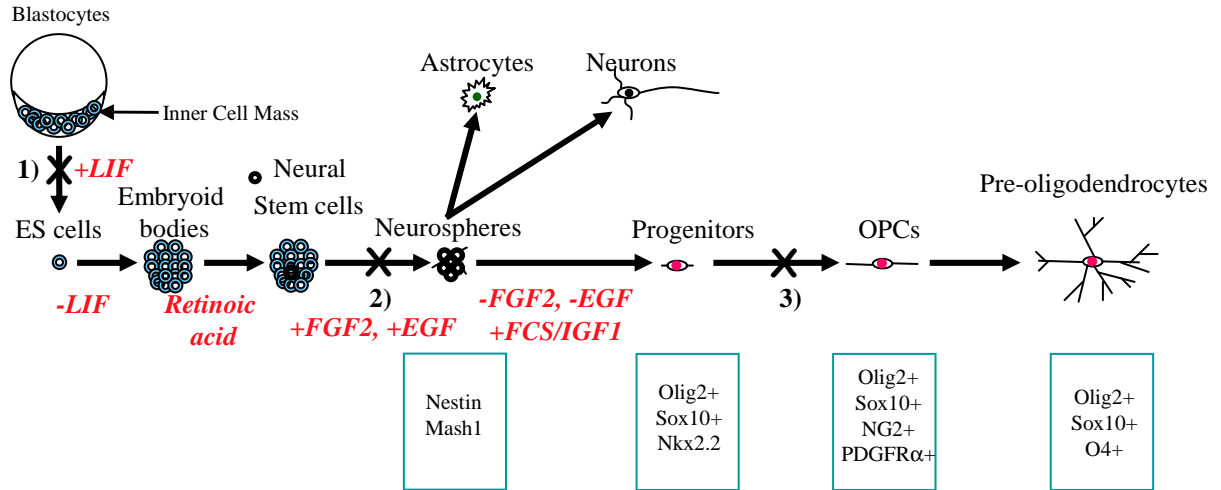 Blastocytes
Inner Cell Mass
1)
+LIF
Astrocytes
Neurons
Neural
Stem cells
Embryoid
bodies
ES cells
Neurospheres
Progenitors
OPCs
Pre-oligodendrocytes
-LIF
Retinoic
acid
2)
+FGF2, +EGF
-FGF2, -EGF
+FCS/IGF1
3)
Nestin
Mash1
Olig2+
Sox10+
Nkx2.2
Olig2+
Sox10+
NG2+
PDGFRα+
Olig2+
Sox10+
O4+